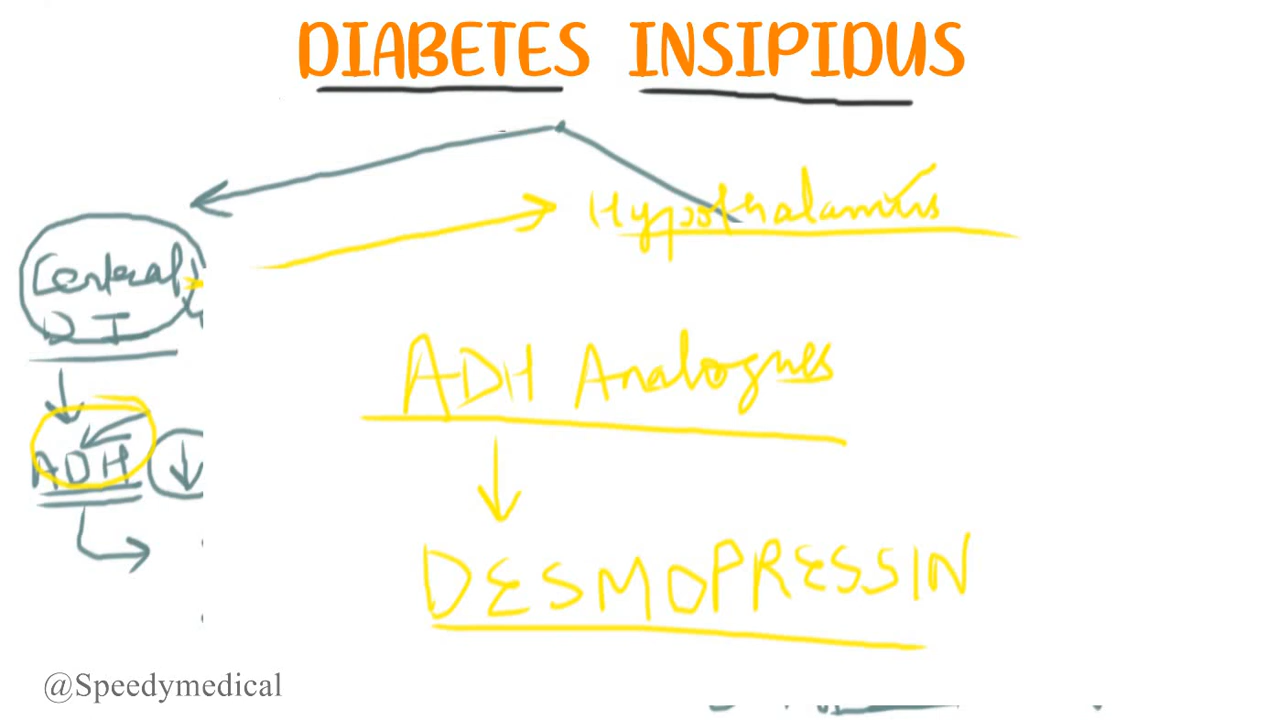 DIABETES INSIPIDUS
Hypothalamus
Central
DI
ADH Analogues
ADH ↓
DESMOPRESSIN
@Speedymedical